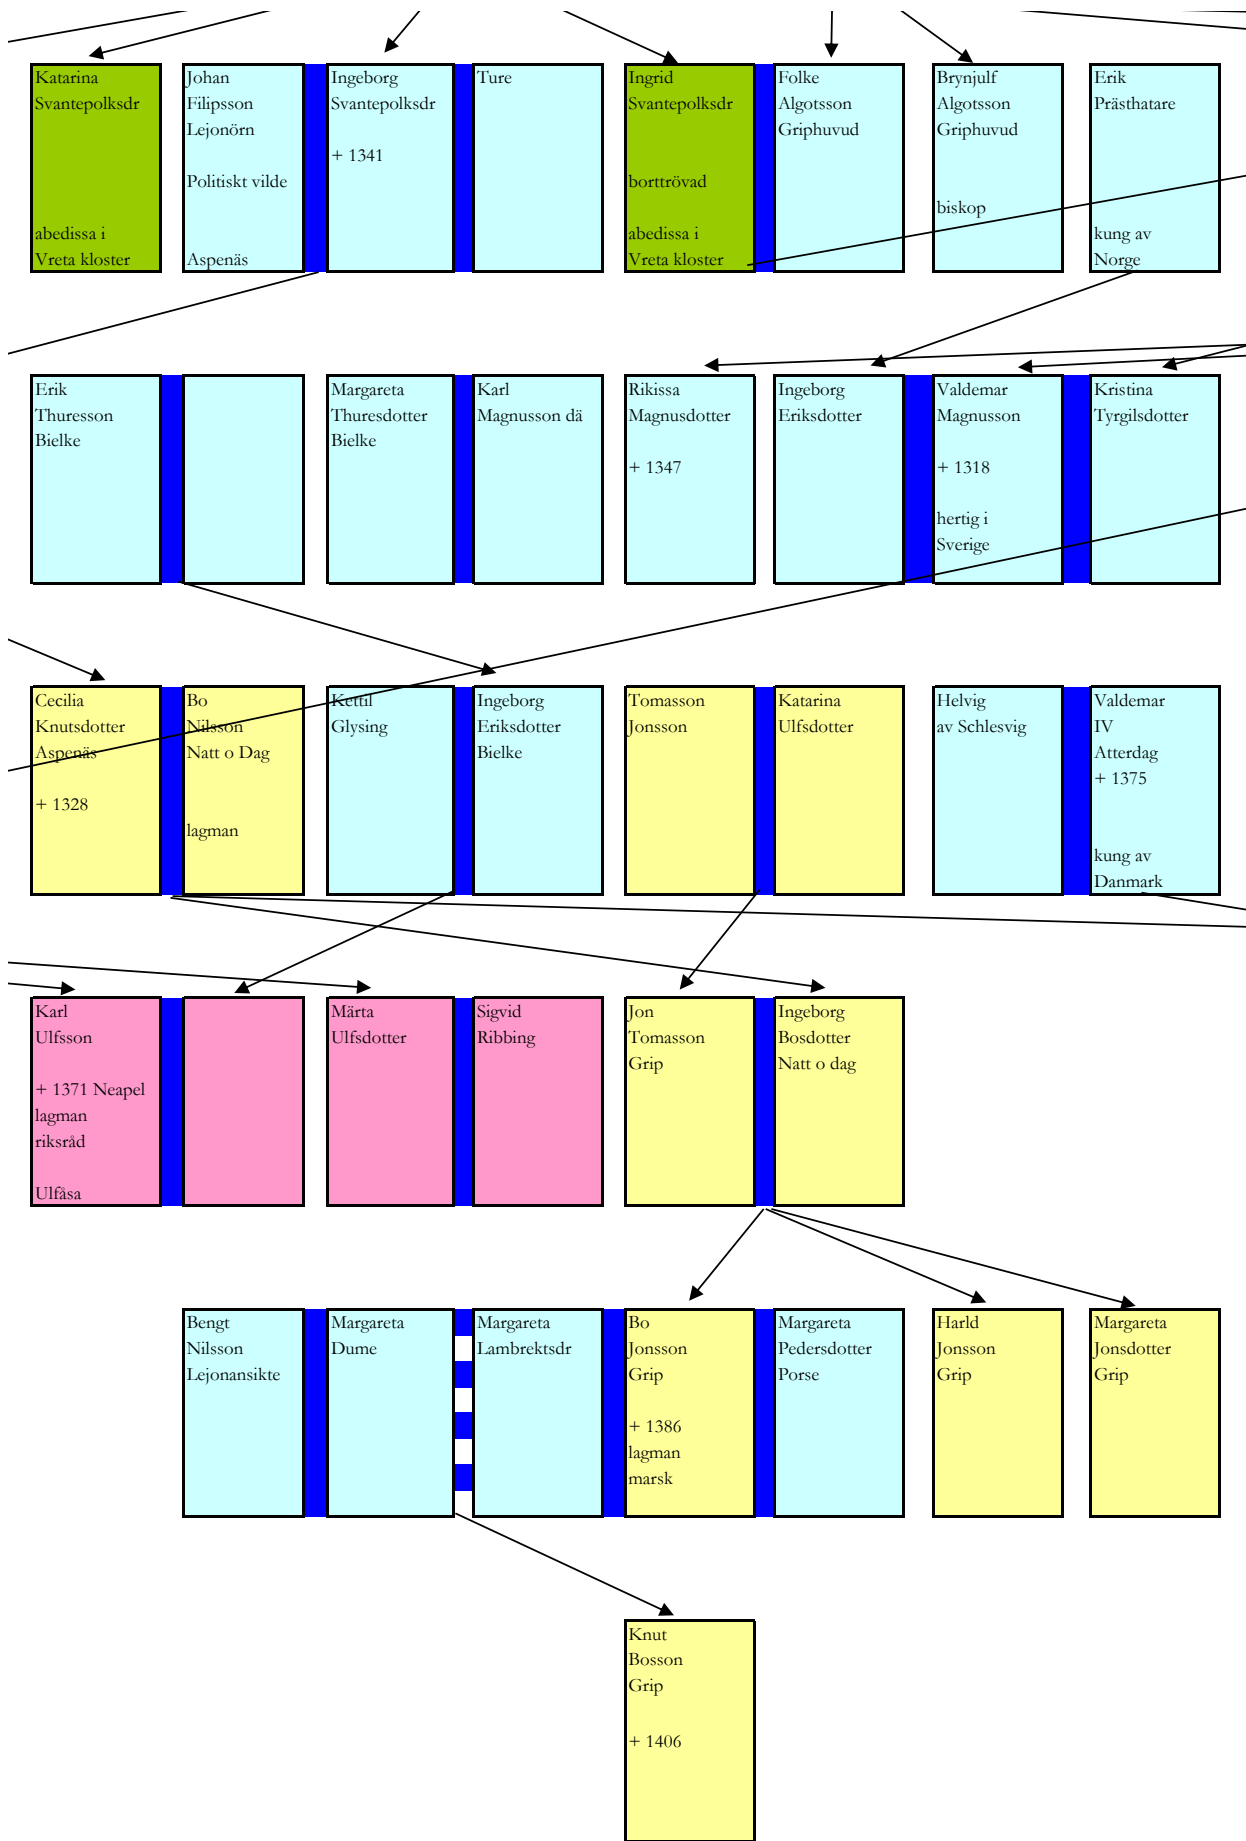 Katarina
Svantepolksdr
abedissa i
Vreta kloster
Johan
Filipsson
Lejonörn
Politiskt vilde
Aspenäs
Ingeborg
Svantepolksdr
+ 1341
Ture
Ingrid
Svantepolksdr
borttrövad
abedissa i
Vreta kloster
Folke
Algotsson
Griphuvud
Brynjulf
Algotsson
Griphuvud
biskop
Erik
Prästhatare
kung av
Norge
Erik
Thuresson
Bielke
Margareta
Thuresdotter
Bielke
Karl
Magnusson dä
Rikissa
Magnusdotter
+ 1347
Ingeborg
Eriksdotter
Valdemar
Magnusson
+ 1318
hertig i
Sverige
Kristina
Tyrgilsdotter
Cecilia
Knutsdotter
Aspenäs
+ 1328
Bo
Nilsson
Natt o Dag
lagman
Kettil
Glysing
Ingeborg
Eriksdotter
Bielke
Tomasson
Jonsson
Katarina
Ulfsdotter
Helvig
av Schlesvig
Valdemar
IV
Atterdag
+ 1375
kung av
Danmark
Karl
Ulfsson
+ 1371 Neapel
lagman
riksråd
Ulfåsa
Märta
Ulfsdotter
Sigvid
Ribbing
Jon
Tomasson
Grip
Ingeborg
Bosdotter
Natt o dag
Bengt
Nilsson
Lejonansikte
Margareta
Dume
Margareta
Lambrektsdr
Bo
Jonsson
Grip
+ 1386
lagman
marsk
Margareta
Pedersdotter
Porse
Harld
Jonsson
Grip
Margareta
Jonsdotter
Grip
Knut
Bosson
Grip
+ 1406